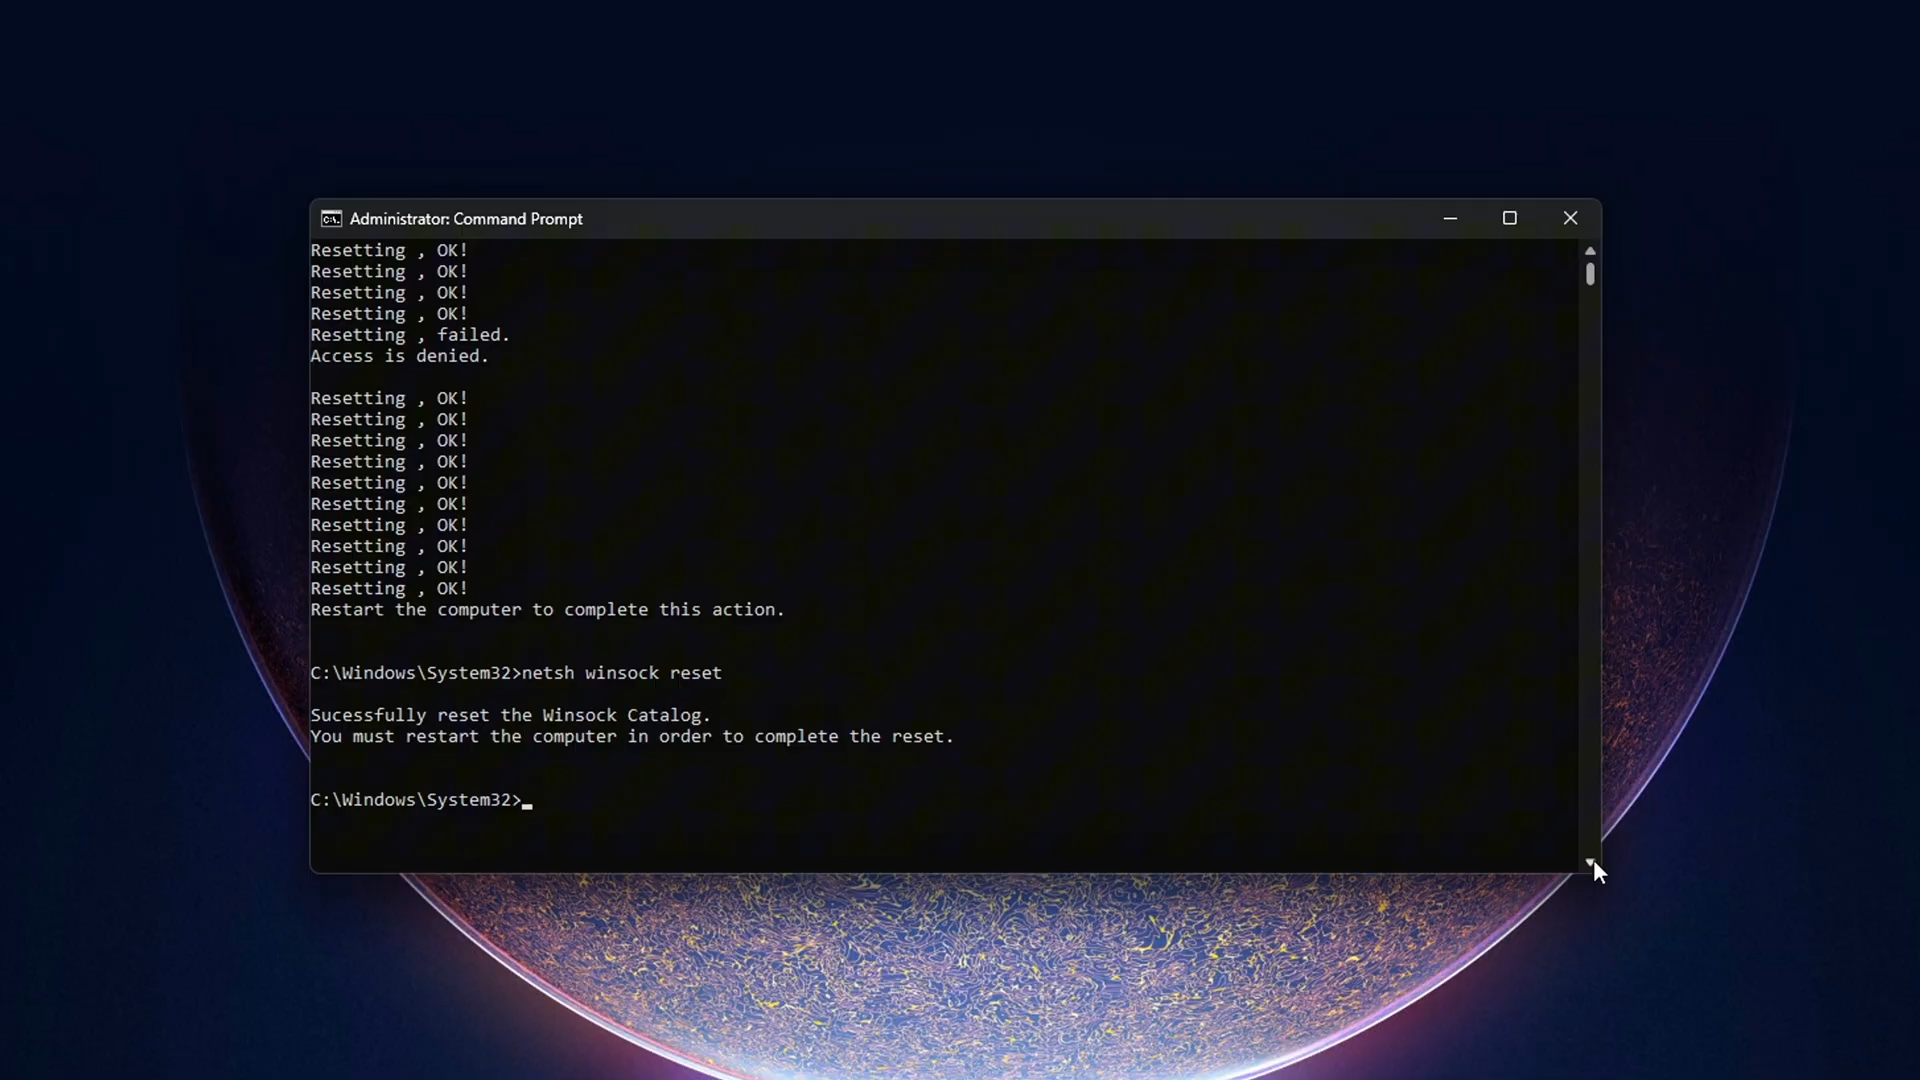 Administrator: Command Prompt
Resetting , OK!
Resetting , OK!
Resetting , OK!
Resetting , OK!
Resetting , failed.
Access is denied.
Resetting , OK!
Resetting , OK!
Resetting , OK!
Resetting , OK!
Resetting , OK!
Resetting , OK!
Resetting , OK!
Resetting , OK!
Resetting , OK!
Resetting , OK!
Restart the computer to complete this action.
C:\Windows\System32>netsh winsock reset
Sucessfully reset the Winsock Catalog.
You must restart the computer in order to complete the reset.
C:\Windows\System32>